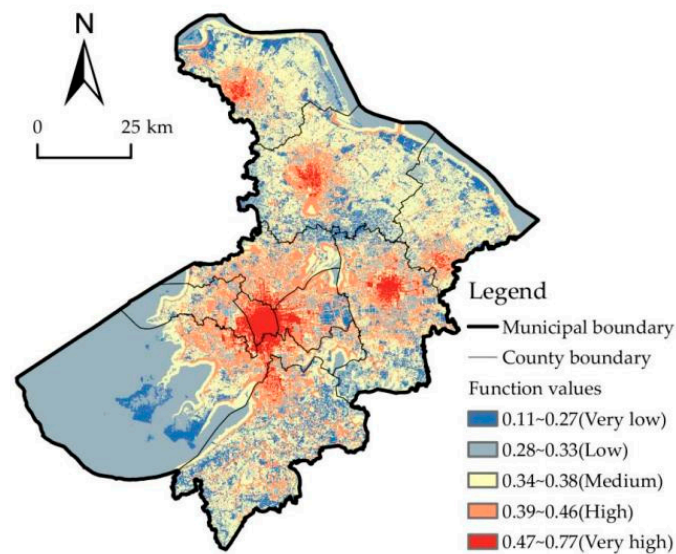 N
0 25 km
Legend
Municipal boundary
County boundary
Function values
0.11~0.27(Very low)
0.28~0.33(Low)
0.34~0.38(Medium)
0.39~0.46(High)
0.47~0.77(Very high)